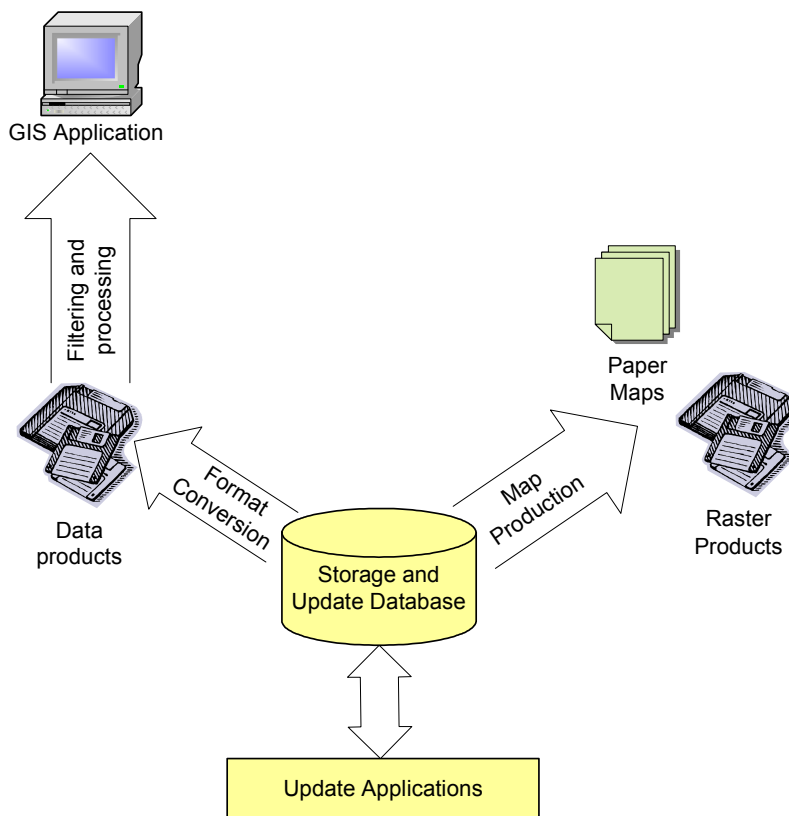 GIS Application
Filtering and
processing
Paper
Maps
Format
Conversion
Map
Production
Data
products
Raster
Products
Storage and
Update Database
Update Applications